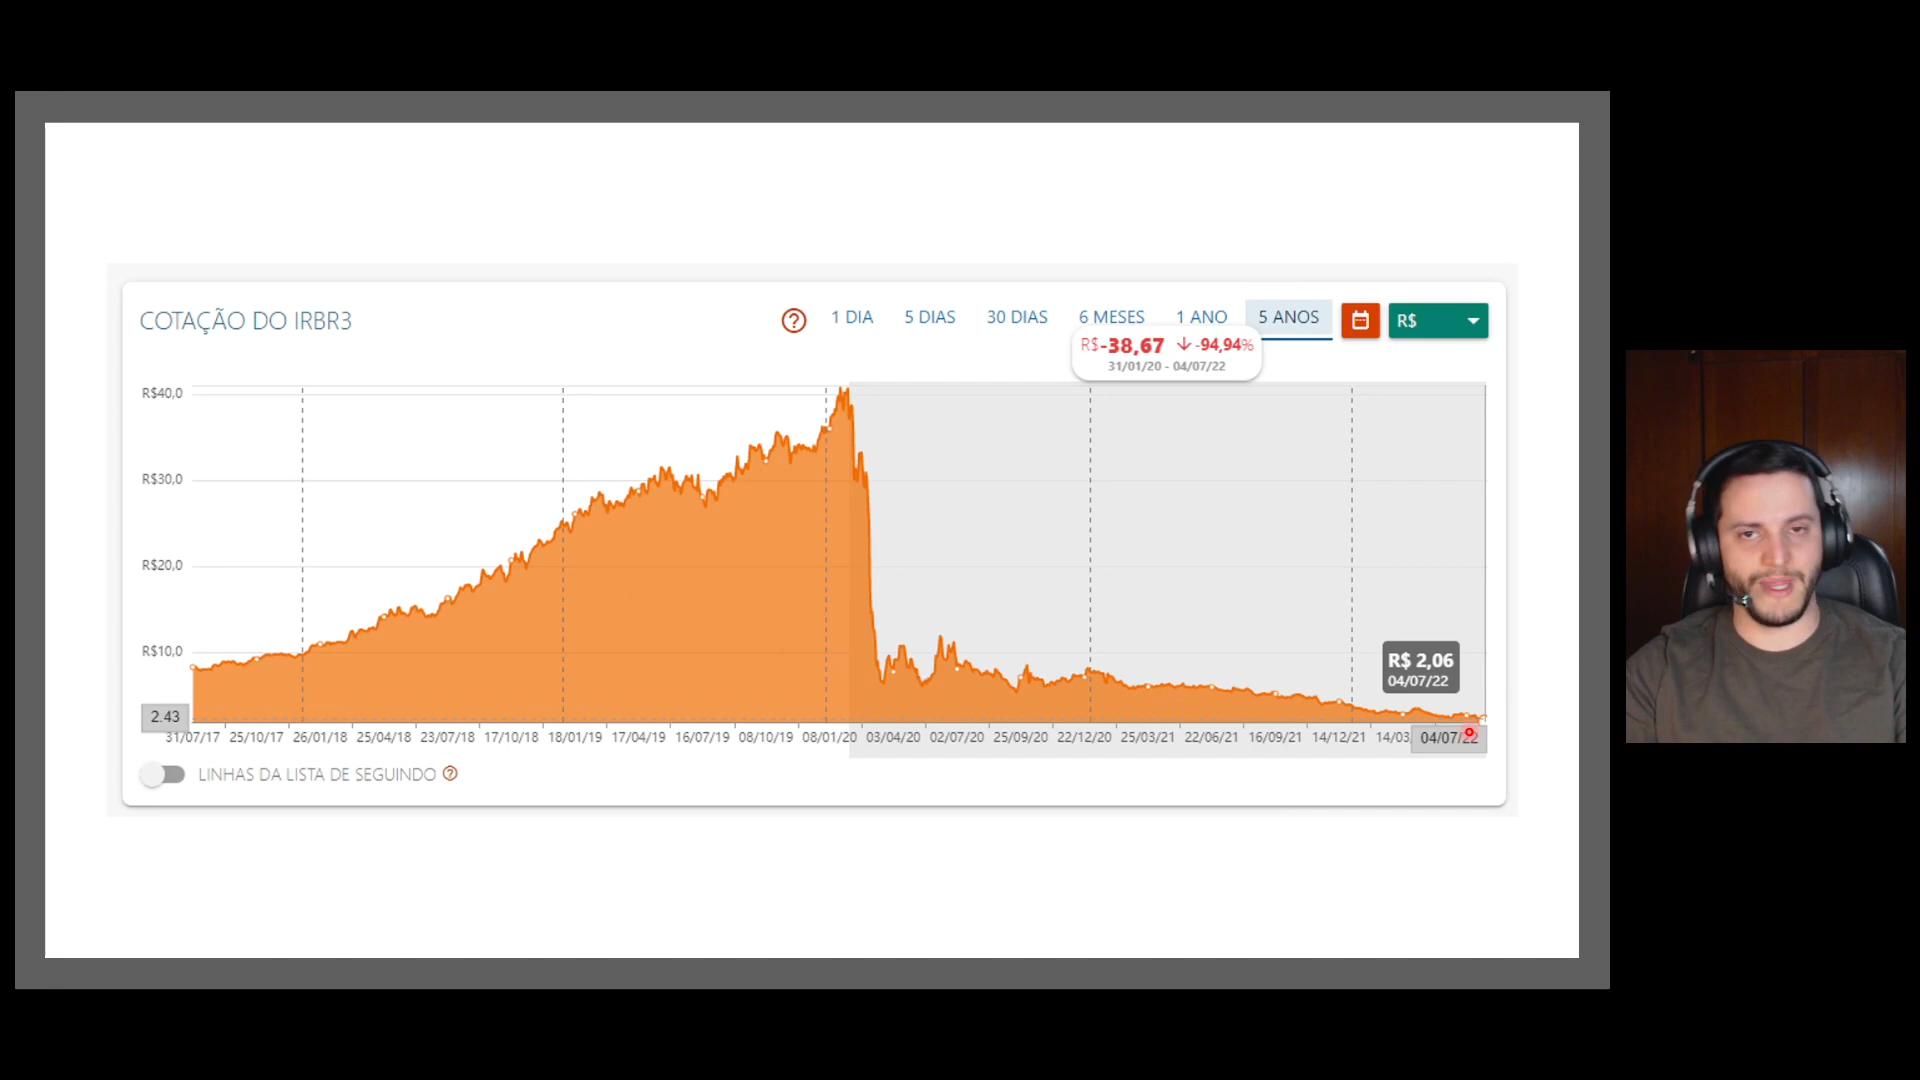 COTAÇÃO DO IRBR3
1 DIA 5 DIAS 30 DIAS 6 MESES 1 ANO 5 ANOS R$
R$-38,67 -94,94%
31/01/20 - 04/07/22
R$40,0
R$30,0
R$20,0
R$10,0
R$ 2,06
04/07/22
2.43
31/07/17 25/10/17 26/01/18 25/04/18 23/07/18 17/10/18 18/01/19 17/04/19 16/07/19 08/10/19 08/01/20 03/04/20 02/07/20 25/09/20 22/12/20 25/03/21 22/06/21 16/09/21 14/12/21 14/03/ 04/07/22
LINHAS DA LISTA DE SEGUINDO